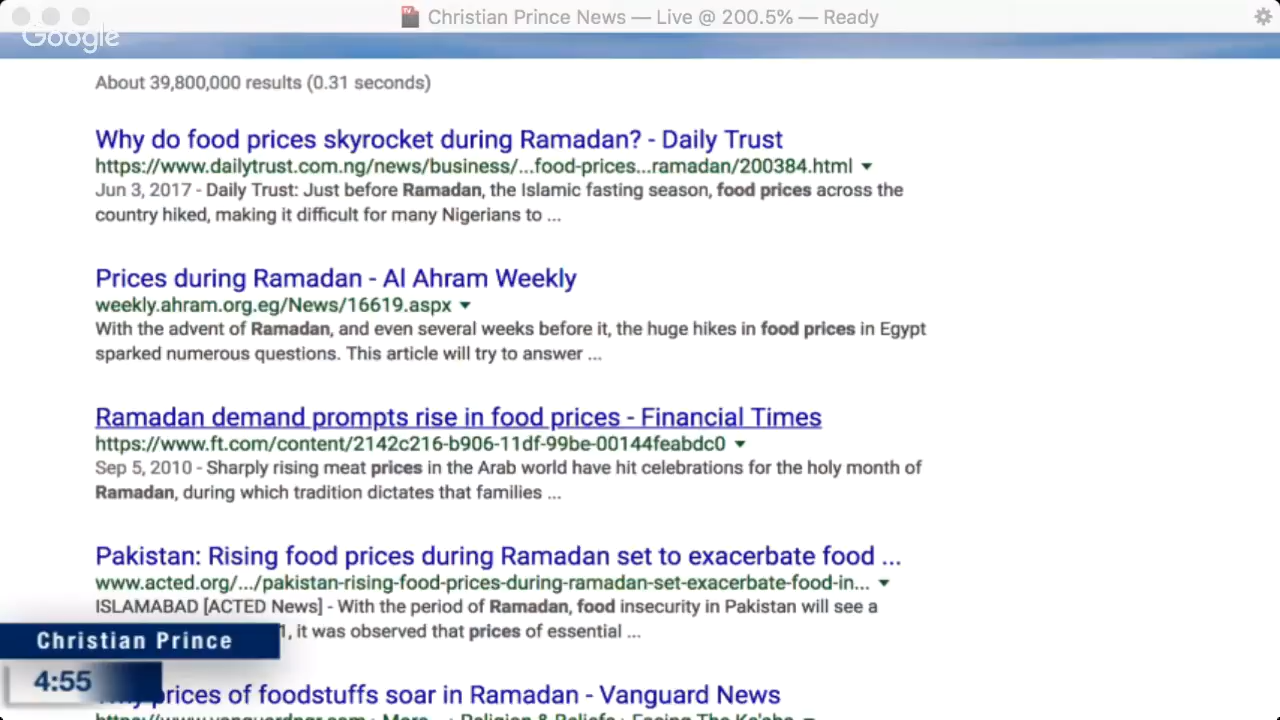 Christian Prince News — Live @ 200.5% — Ready
Google
About 39,800,000 results (0.31 seconds)
Why do food prices skyrocket during Ramadan? - Daily Trust
https://www.dailytrust.com.ng/news/business/...food-prices...ramadan/200384.html
Jun 3, 2017 - Daily Trust: Just before Ramadan, the Islamic fasting season, food prices across the
country hiked, making it difficult for many Nigerians to ...
Prices during Ramadan - Al Ahram Weekly
weekly.ahram.org.eg/News/16619.aspx
With the advent of Ramadan, and even several weeks before it, the huge hikes in food prices in Egypt
sparked numerous questions. This article will try to answer ...
Ramadan demand prompts rise in food prices - Financial Times
https://www.ft.com/content/2142c216-b906-11df-99be-00144feabdc0
Sep 5, 2010 - Sharply rising meat prices in the Arab world have hit celebrations for the holy month of
Ramadan, during which tradition dictates that families ...
Pakistan: Rising food prices during Ramadan set to exacerbate food ...
www.acted.org/.../pakistan-rising-food-prices-during-ramadan-set-exacerbate-food-in...
ISLAMABAD [ACTED News] - With the period of Ramadan, food insecurity in Pakistan will see a
1, it was observed that prices of essential ...
Christian Prince
4:55
prices of foodstuffs soar in Ramadan - Vanguard News